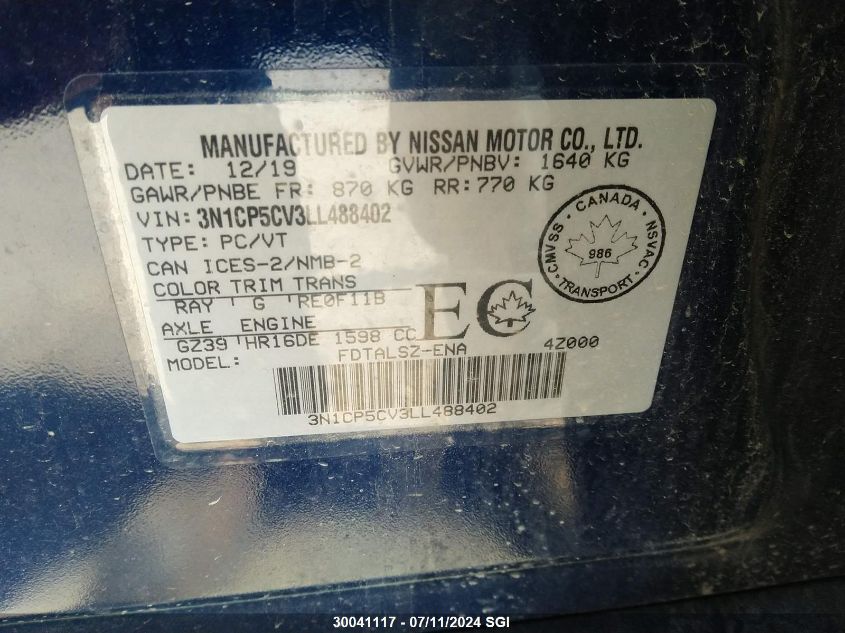 MANUFACTURED BY NISSAN MOTOR CO., LTD.
DATE: 12/19 GVWR/PNBV: 1640 KG
GAWR/PNBE FR: 870 KG RR: 770 KG
VIN: 3N1CP5CV3LL488402
TYPE: PC/VT
CAN ICES-2/NMB-2
COLOR TRIM TRANS
RAY G RE0F11B
AXLE ENGINE
GZ39 HR16DE 1598 CC
MODEL: FDTALSZ-ENA 4Z000
EC
CANADA
CMVSS
NSVAC
986
TRANSPORT
3N1CP5CV3LL488402
30041117 - 07/11/2024 SGI